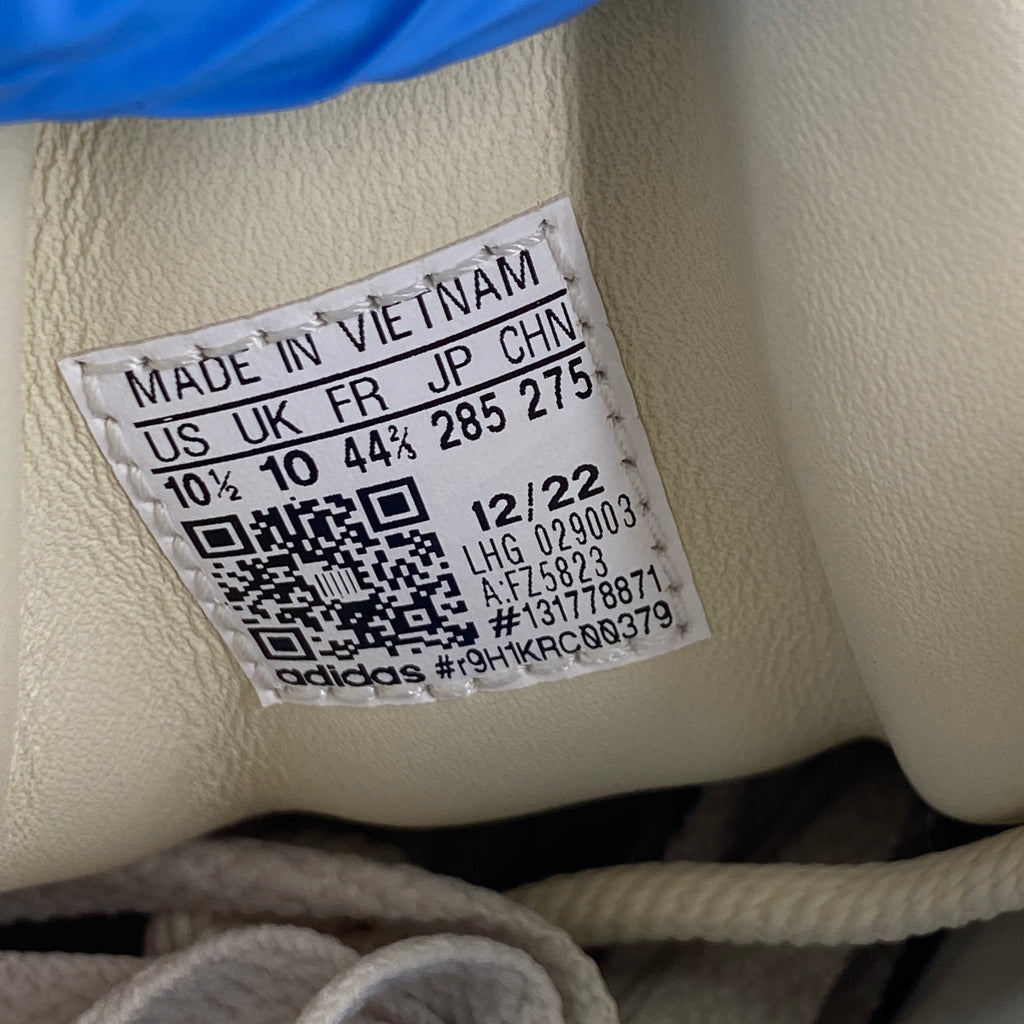 MADE IN VIETNAM
US UK FR JP CHN
10½ 10 44⅔ 285 275
12/22
LHG 029003
A:FZ5823
#131778871
adidas #r9H1KRC00379